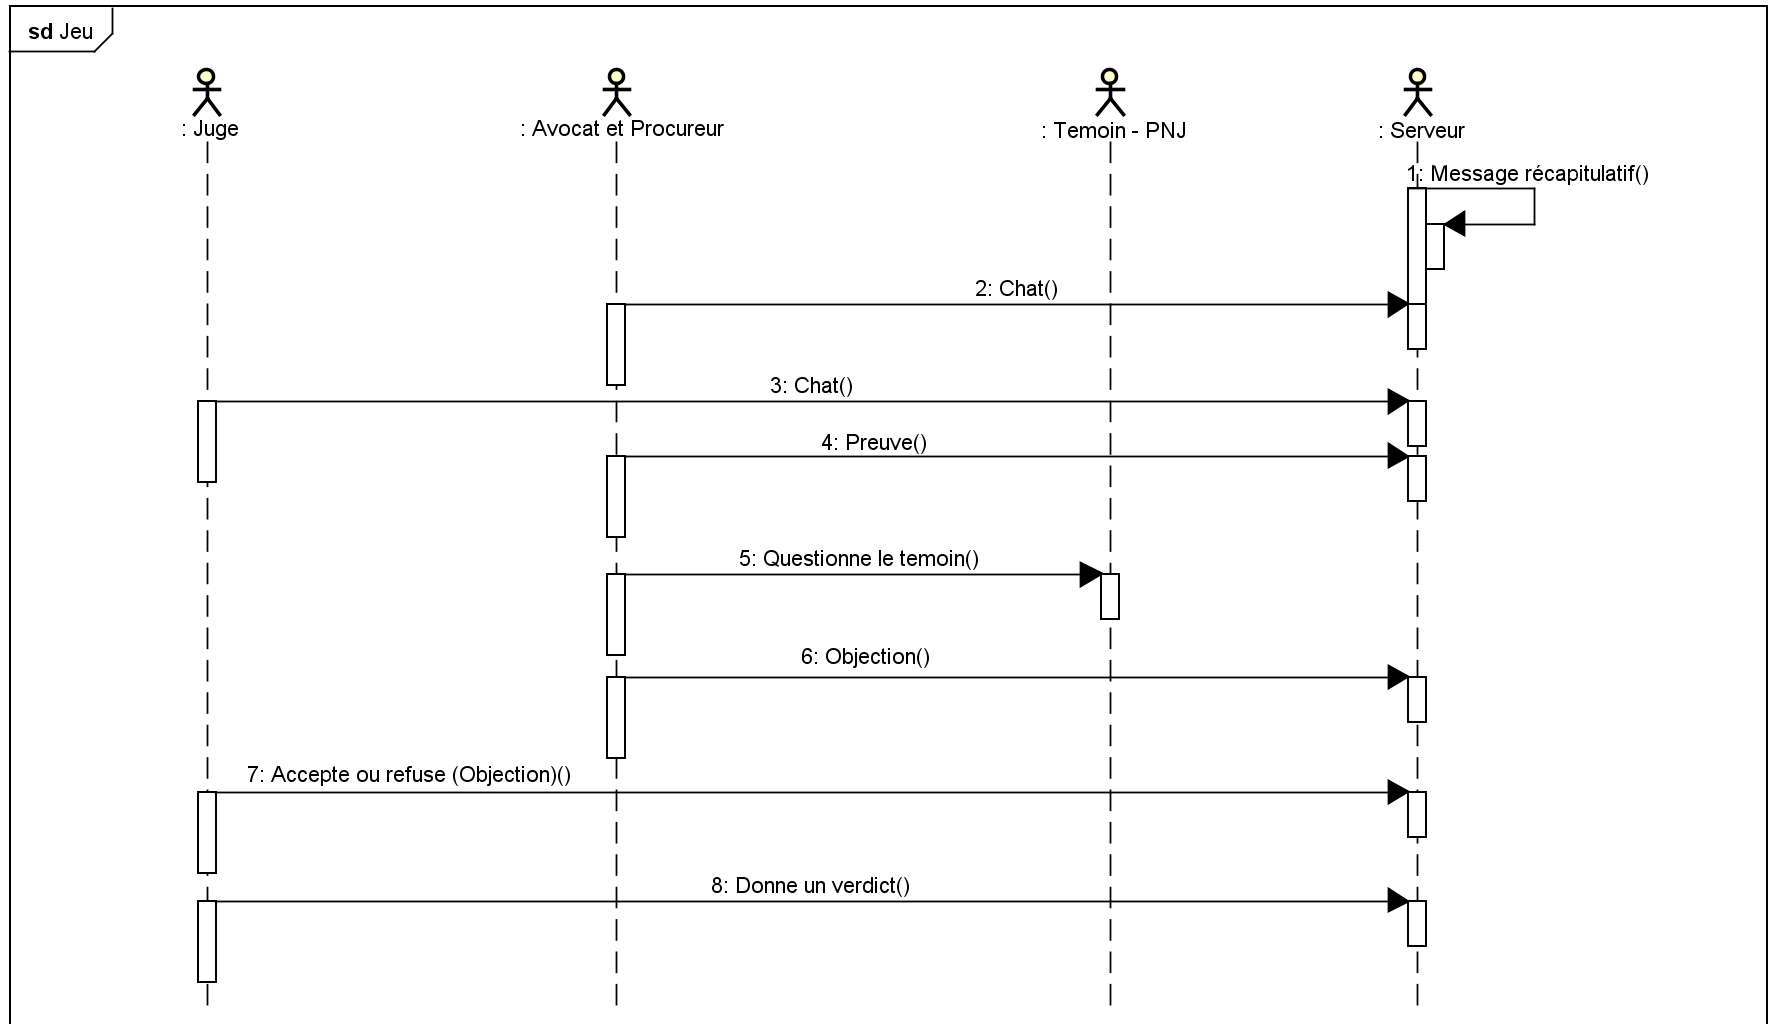 sd Jeu
: Juge
: Avocat et Procureur
: Temoin - PNJ
: Serveur
1: Message récapitulatif()
2: Chat()
3: Chat()
4: Preuve()
5: Questionne le temoin()
6: Objection()
7: Accepte ou refuse (Objection)()
8: Donne un verdict()